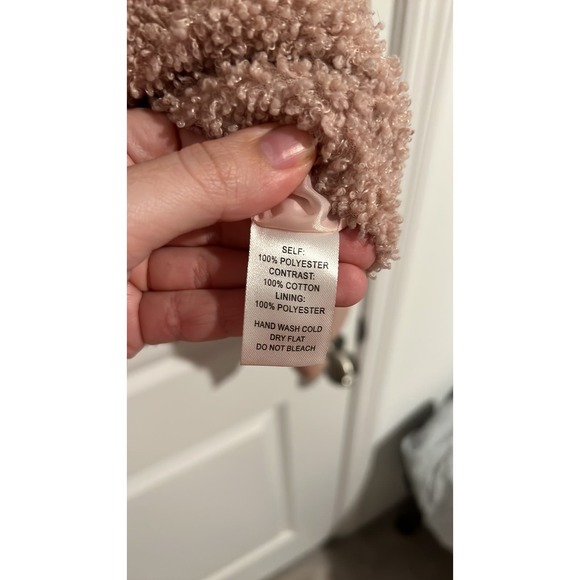 SELF:
100% POLYESTER
CONTRAST:
100% COTTON
LINING:
100% POLYESTER
HAND WASH COLD
DRY FLAT
DO NOT BLEACH